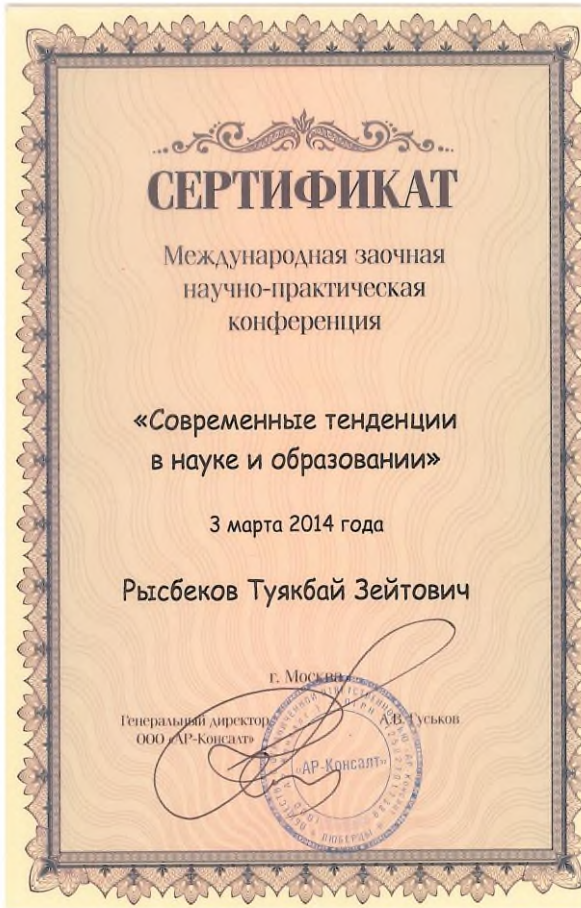 СЕРТИФИКАТ
Международная заочная
научно-практическая
конференция
«Современные тенденции
в науке и образовании»
3 марта 2014 года
Рысбеков Туякбай Зейтович
г. Москва
Генеральный директор А.В. Гуськов
ООО «АР-Консалт»
«АР-Консалт»
ЛЮБЕРЦЫ